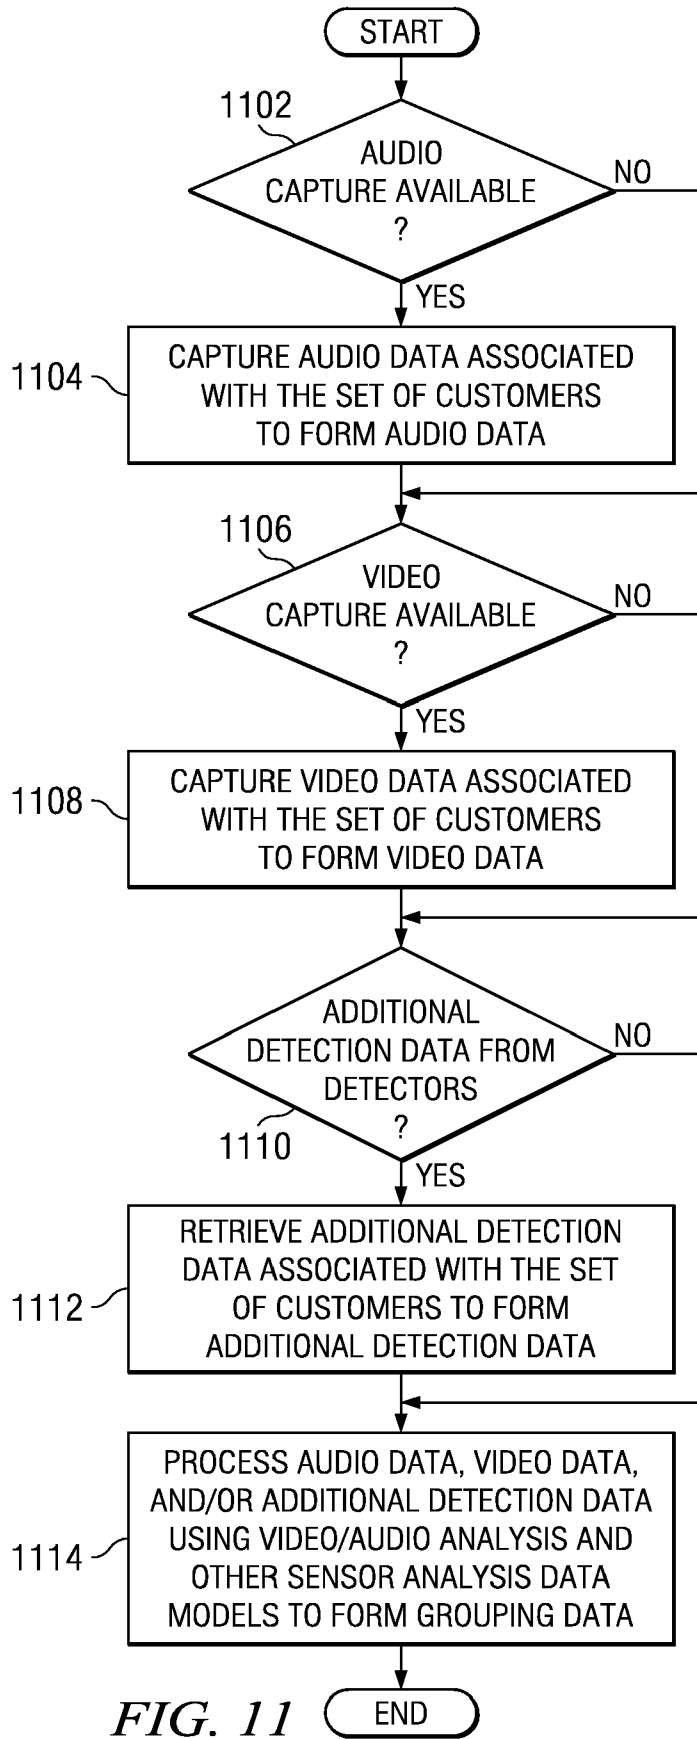 START
1102
AUDIO
CAPTURE AVAILABLE
?
NO
YES
1104
CAPTURE AUDIO DATA ASSOCIATED
WITH THE SET OF CUSTOMERS
TO FORM AUDIO DATA
1106
VIDEO
CAPTURE AVAILABLE
?
NO
YES
1108
CAPTURE VIDEO DATA ASSOCIATED
WITH THE SET OF CUSTOMERS
TO FORM VIDEO DATA
ADDITIONAL
DETECTION DATA FROM
DETECTORS
?
NO
1110
YES
1112
RETRIEVE ADDITIONAL DETECTION
DATA ASSOCIATED WITH THE SET
OF CUSTOMERS TO FORM
ADDITIONAL DETECTION DATA
1114
PROCESS AUDIO DATA, VIDEO DATA,
AND/OR ADDITIONAL DETECTION DATA
USING VIDEO/AUDIO ANALYSIS AND
OTHER SENSOR ANALYSIS DATA
MODELS TO FORM GROUPING DATA
FIG. 11
END